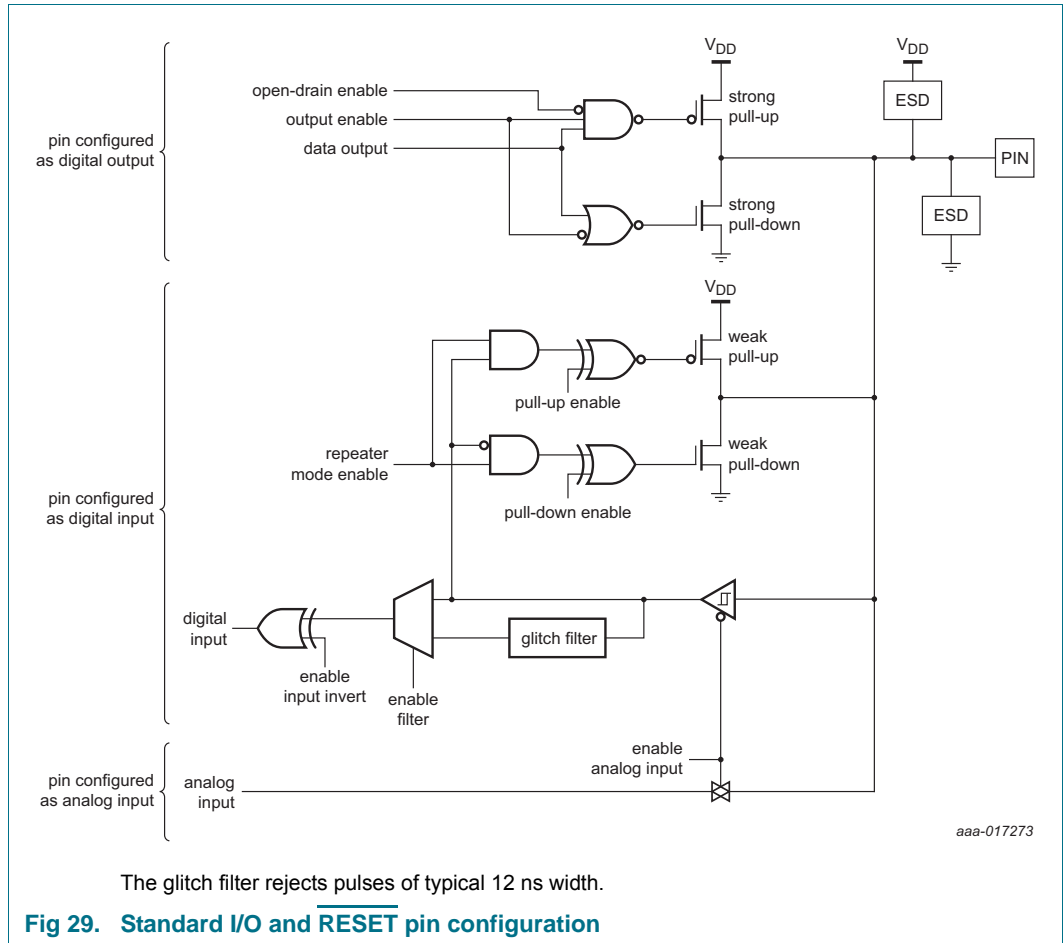 VDD
VDD
open-drain enable
output enable
data output
strong
pull-up
ESD
pin configured
as digital output
PIN
strong
pull-down
ESD
VDD
weak
pull-up
pull-up enable
repeater
mode enable
weak
pull-down
pull-down enable
pin configured
as digital input
digital
input
glitch filter
enable
input invert
enable
filter
enable
analog input
pin configured
as analog input
analog
input
aaa-017273
The glitch filter rejects pulses of typical 12 ns width.
Fig 29. Standard I/O and RESET pin configuration